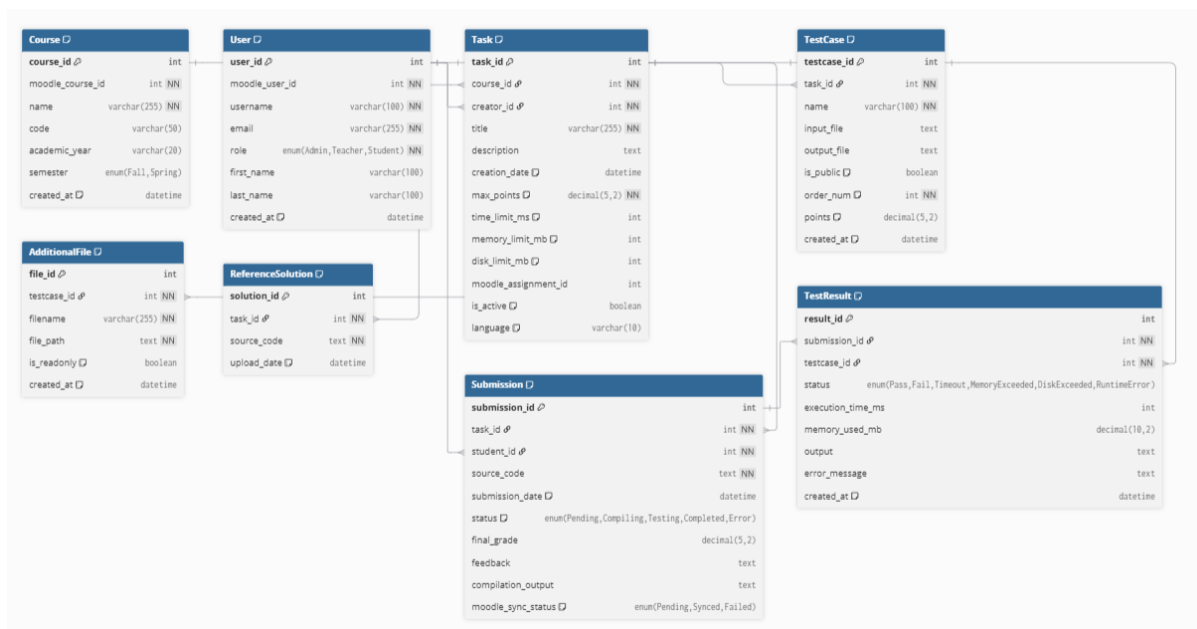 Course
course_id int
moodle_course_id int NN
name varchar(255) NN
code varchar(50)
academic_year varchar(20)
semester enum(Fall,Spring)
created_at datetime
User
user_id int
moodle_user_id int NN
username varchar(100) NN
email varchar(255) NN
role enum(Admin,Teacher,Student) NN
first_name varchar(100)
last_name varchar(100)
created_at datetime
Task
task_id int
course_id int NN
creator_id int NN
title varchar(255) NN
description text
creation_date datetime
max_points decimal(5,2) NN
time_limit_ms int
memory_limit_mb int
disk_limit_mb int
moodle_assignment_id int
is_active boolean
language varchar(10)
TestCase
testcase_id int
task_id int NN
name varchar(100) NN
input_file text
output_file text
is_public boolean
order_num int NN
points decimal(5,2)
created_at datetime
AdditionalFile
file_id int
testcase_id int NN
filename varchar(255) NN
file_path text NN
is_readonly boolean
created_at datetime
ReferenceSolution
solution_id int
task_id int NN
source_code text NN
upload_date datetime
Submission
submission_id int
task_id int NN
student_id int NN
source_code text NN
submission_date datetime
status enum(Pending,Compiling,Testing,Completed,Error)
final_grade decimal(5,2)
feedback text
compilation_output text
moodle_sync_status enum(Pending,Synced,Failed)
TestResult
result_id int
submission_id int NN
testcase_id int NN
status enum(Pass,Fail,Timeout,MemoryExceeded,DiskExceeded,RuntimeError)
execution_time_ms int
memory_used_mb decimal(10,2)
output text
error_message text
created_at datetime